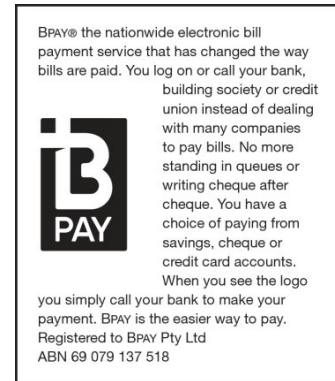 BPAY® the nationwide electronic bill
payment service that has changed the way
bills are paid. You log on or call your bank,
building society or credit
union instead of dealing
with many companies
to pay bills. No more
standing in queues or
writing cheque after
cheque. You have a
choice of paying from
savings, cheque or
credit card accounts.
When you see the logo
B
PAY
you simply call your bank to make your
payment. BPAY is the easier way to pay.
Registered to BPAY Pty Ltd
ABN 69 079 137 518